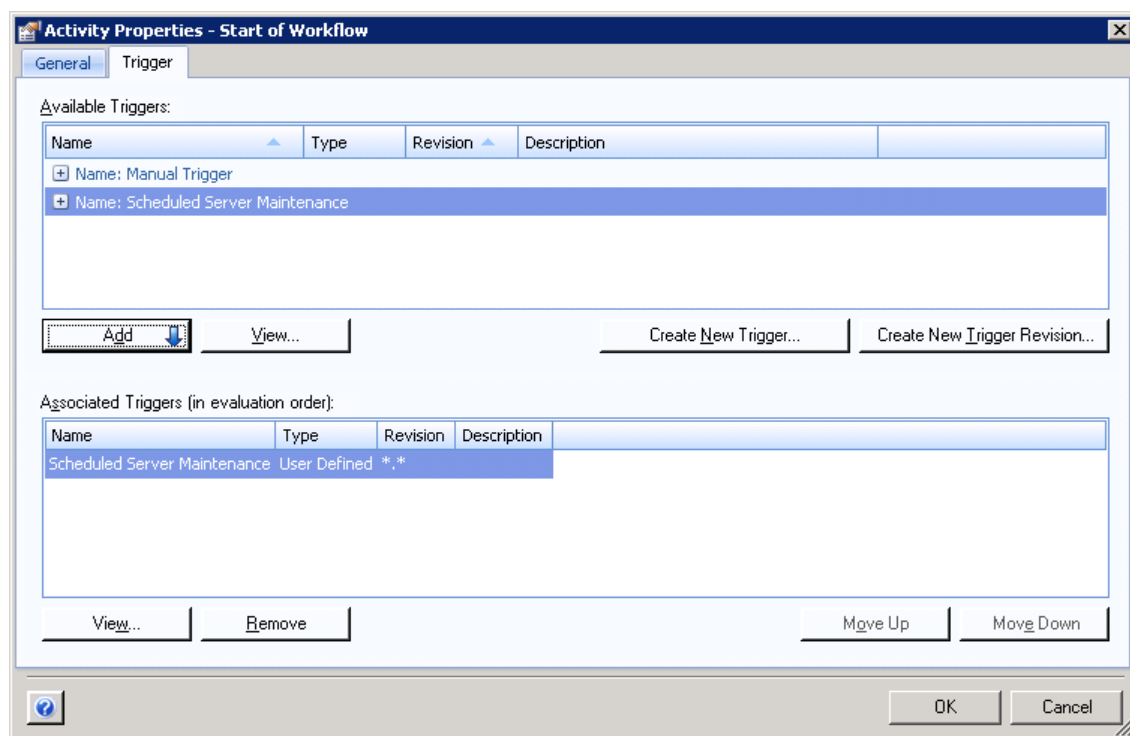 Activity Properties - Start of Workflow
General Trigger
Available Triggers:
Name Type Revision Description
Name: Manual Trigger
Name: Scheduled Server Maintenance
Add View... Create New Trigger... Create New Trigger Revision...
Associated Triggers (in evaluation order):
Name Type Revision Description
Scheduled Server Maintenance User Defined *.*
View... Remove Move Up Move Down
OK Cancel